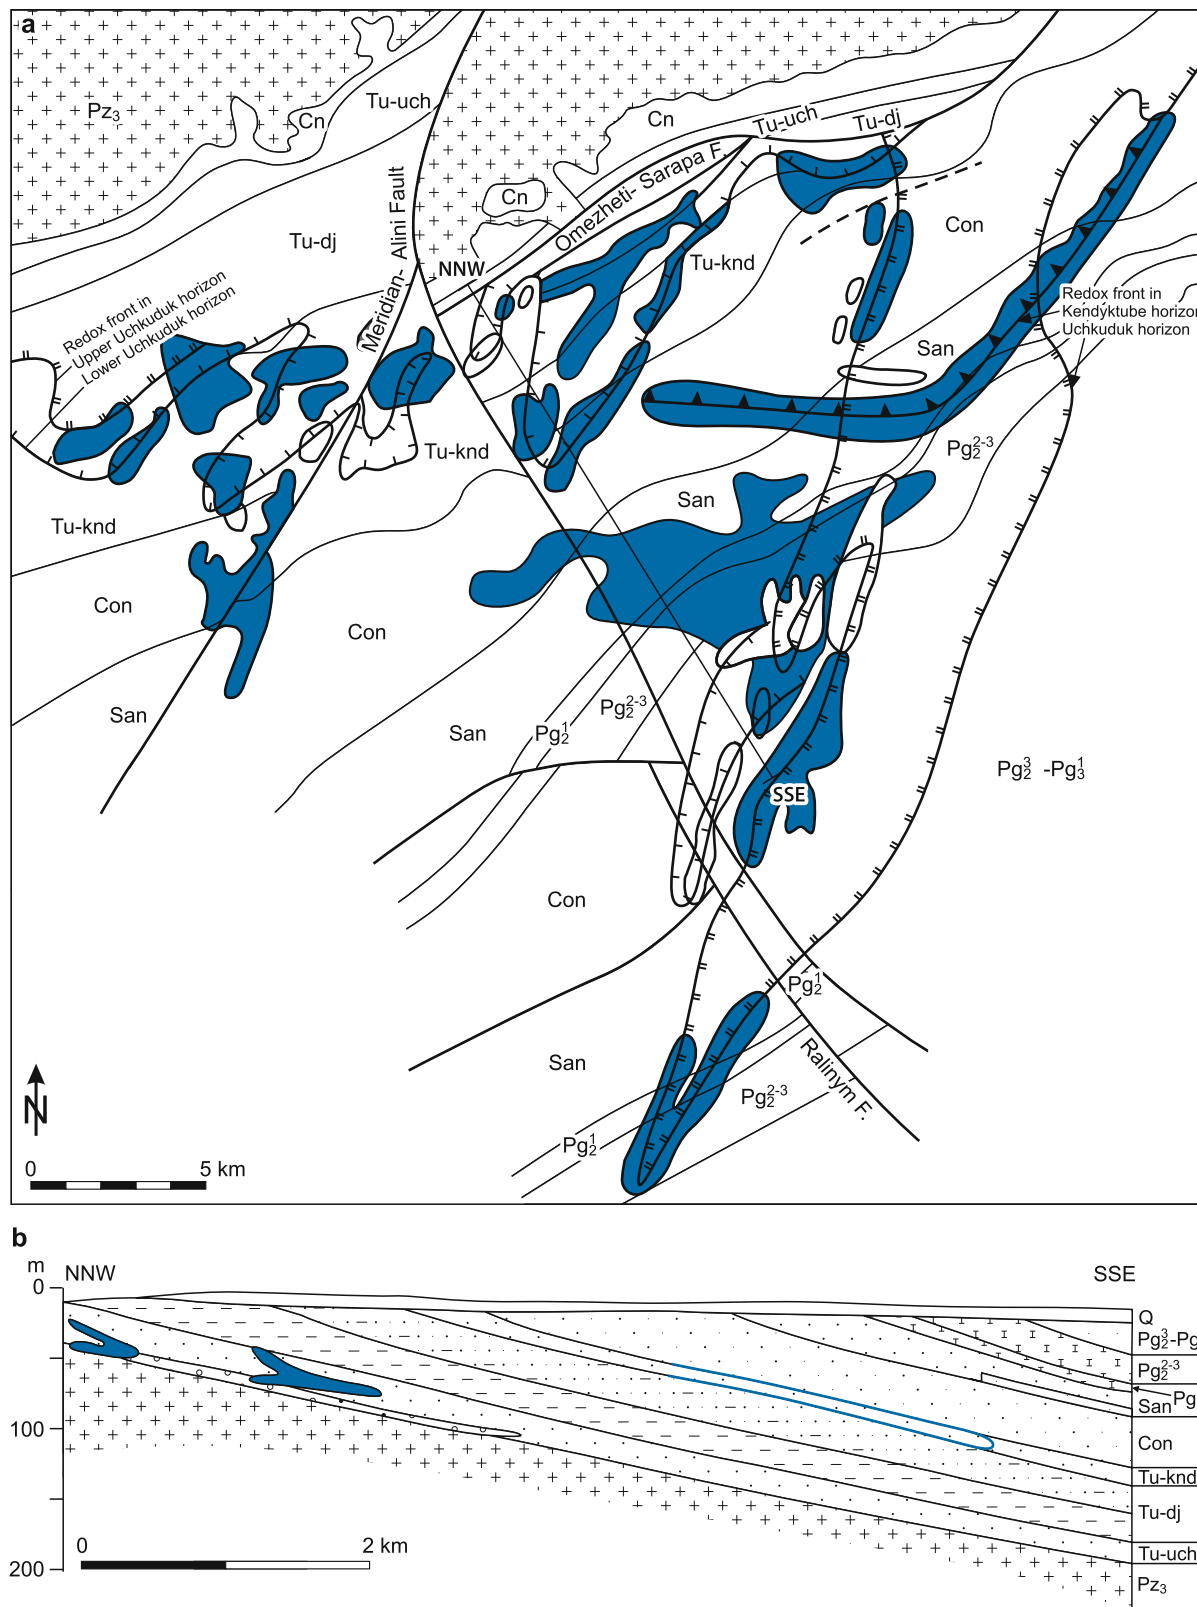 a
Pz3
Cn
Tu-uch
Cn
Tu-uch
Tu-dj
Omezheti- Sarapa F.
Cn
Meridian- Alini Fault
Tu-dj
NNW
Tu-knd
Con
Redox front in
Upper Uchkuduk horizon
Lower Uchkuduk horizon
Redox front in
Kendyktube horizon
Uchkuduk horizon
San
Tu-knd
Pg2 2-3
San
Tu-knd
Con
Con
San
San
Pg2 1
Pg2 2-3
Pg2 3 -Pg3 1
SSE
Con
Pg2 1
San
Ralinym F.
Pg2 2-3
Pg2 1
N
0 5 km
b
m
NNW
SSE
0
Q
Pg2 3-Pg
Pg2 2-3
Pg
San
100
Con
Tu-knd
Tu-dj
0 2 km
Tu-uch
200
Pz3